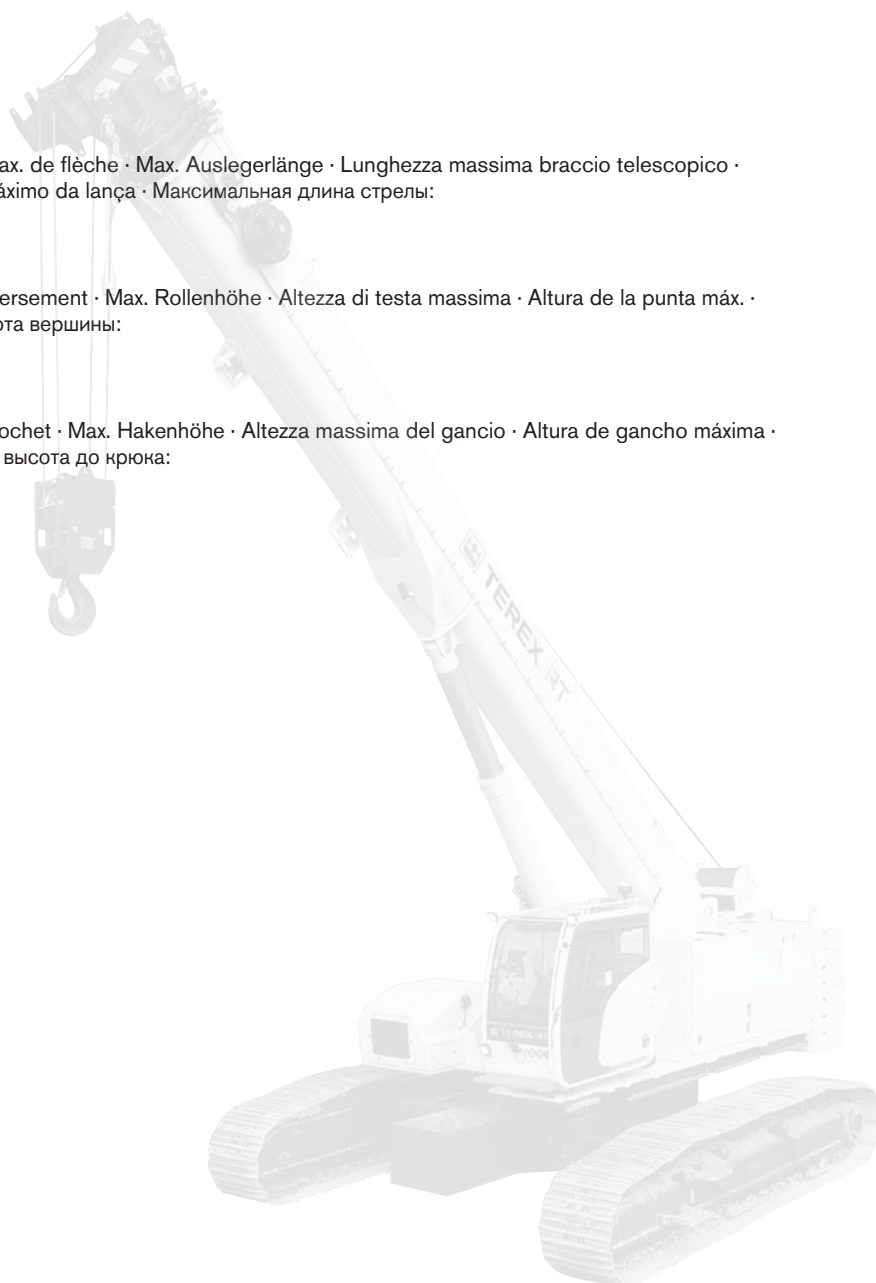 ax. de flèche · Max. Auslegerlänge · Lunghezza massima braccio telescopico ·
áximo da lança · Максимальная длина стрелы:
ersement · Max. Rollenhöhe · Altezza di testa massima · Altura de la punta máx. ·
ота вершины:
ochet · Max. Hakenhöhe · Altezza massima del gancio · Altura de gancho máxima ·
высота до крюка:
TEREX RT
TEREX RT